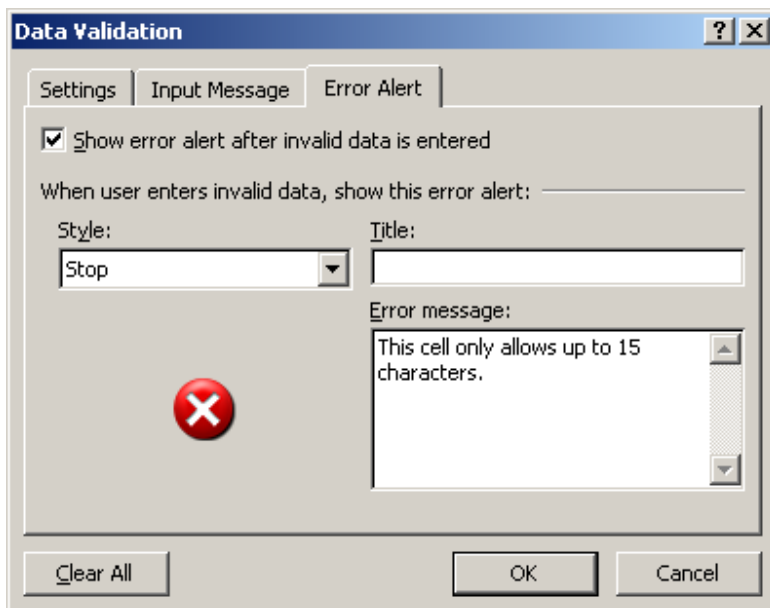 Data Validation
Settings
Input Message
Error Alert
Show error alert after invalid data is entered
When user enters invalid data, show this error alert:
Style:
Title:
Stop
Error message:
This cell only allows up to 15
characters.
Clear All
OK
Cancel